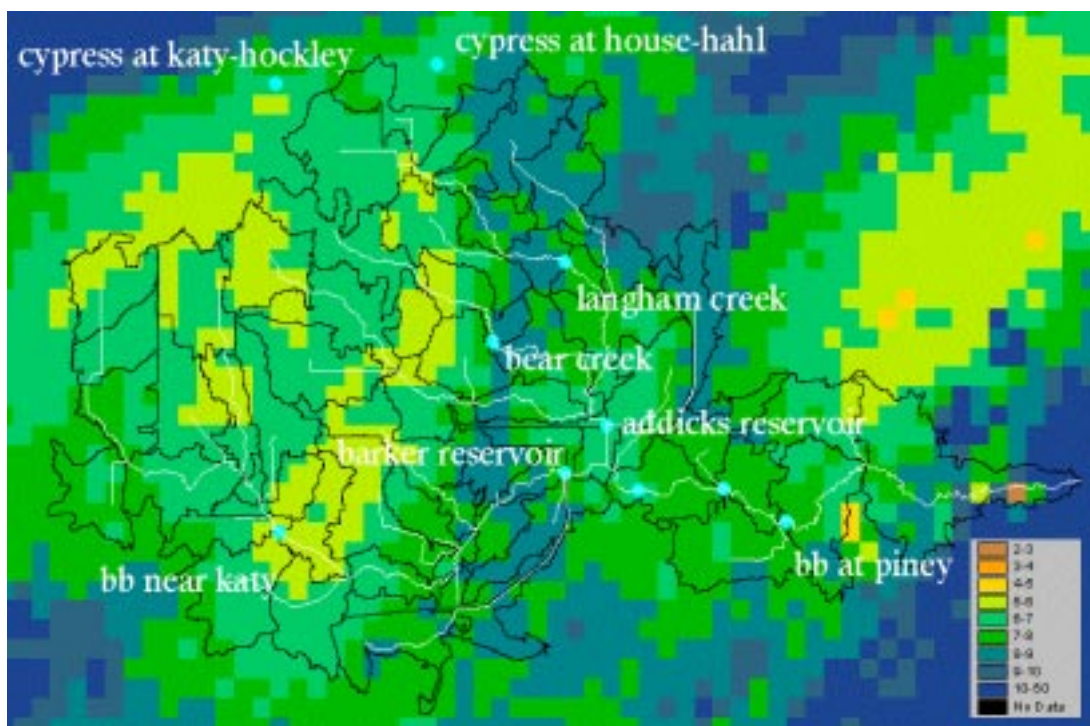 cypress at katy-hockley
cypress at house-hahl
langham creek
bear creek
addicks reservoir
barker reservoir
bb near katy
bb at piney
2-3
3-4
4-5
5-6
6-7
7-8
8-9
9-10
10-50
No Data